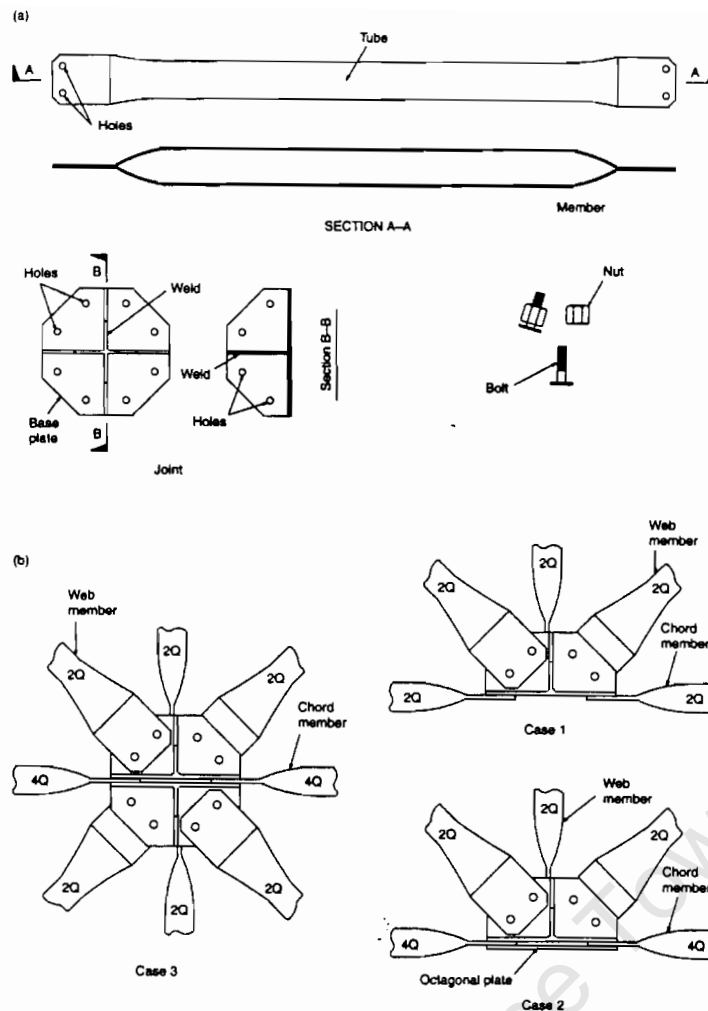 (a)
Tube
A
A
Holes
Member
SECTION A–A
B
Holes
Weld
Nut
Section B–B
Weld
Bolt
Base
plate
Holes
B
Joint
(b)
Web
member
2Q
2Q
2Q
Chord
member
4Q
4Q
2Q
2Q
2Q
Case 3
Web
member
2Q
2Q
2Q
Chord
member
2Q
2Q
Case 1
2Q
Web
member
2Q
2Q
Chord
member
4Q
4Q
Octagonal plate
Case 2
e Tow